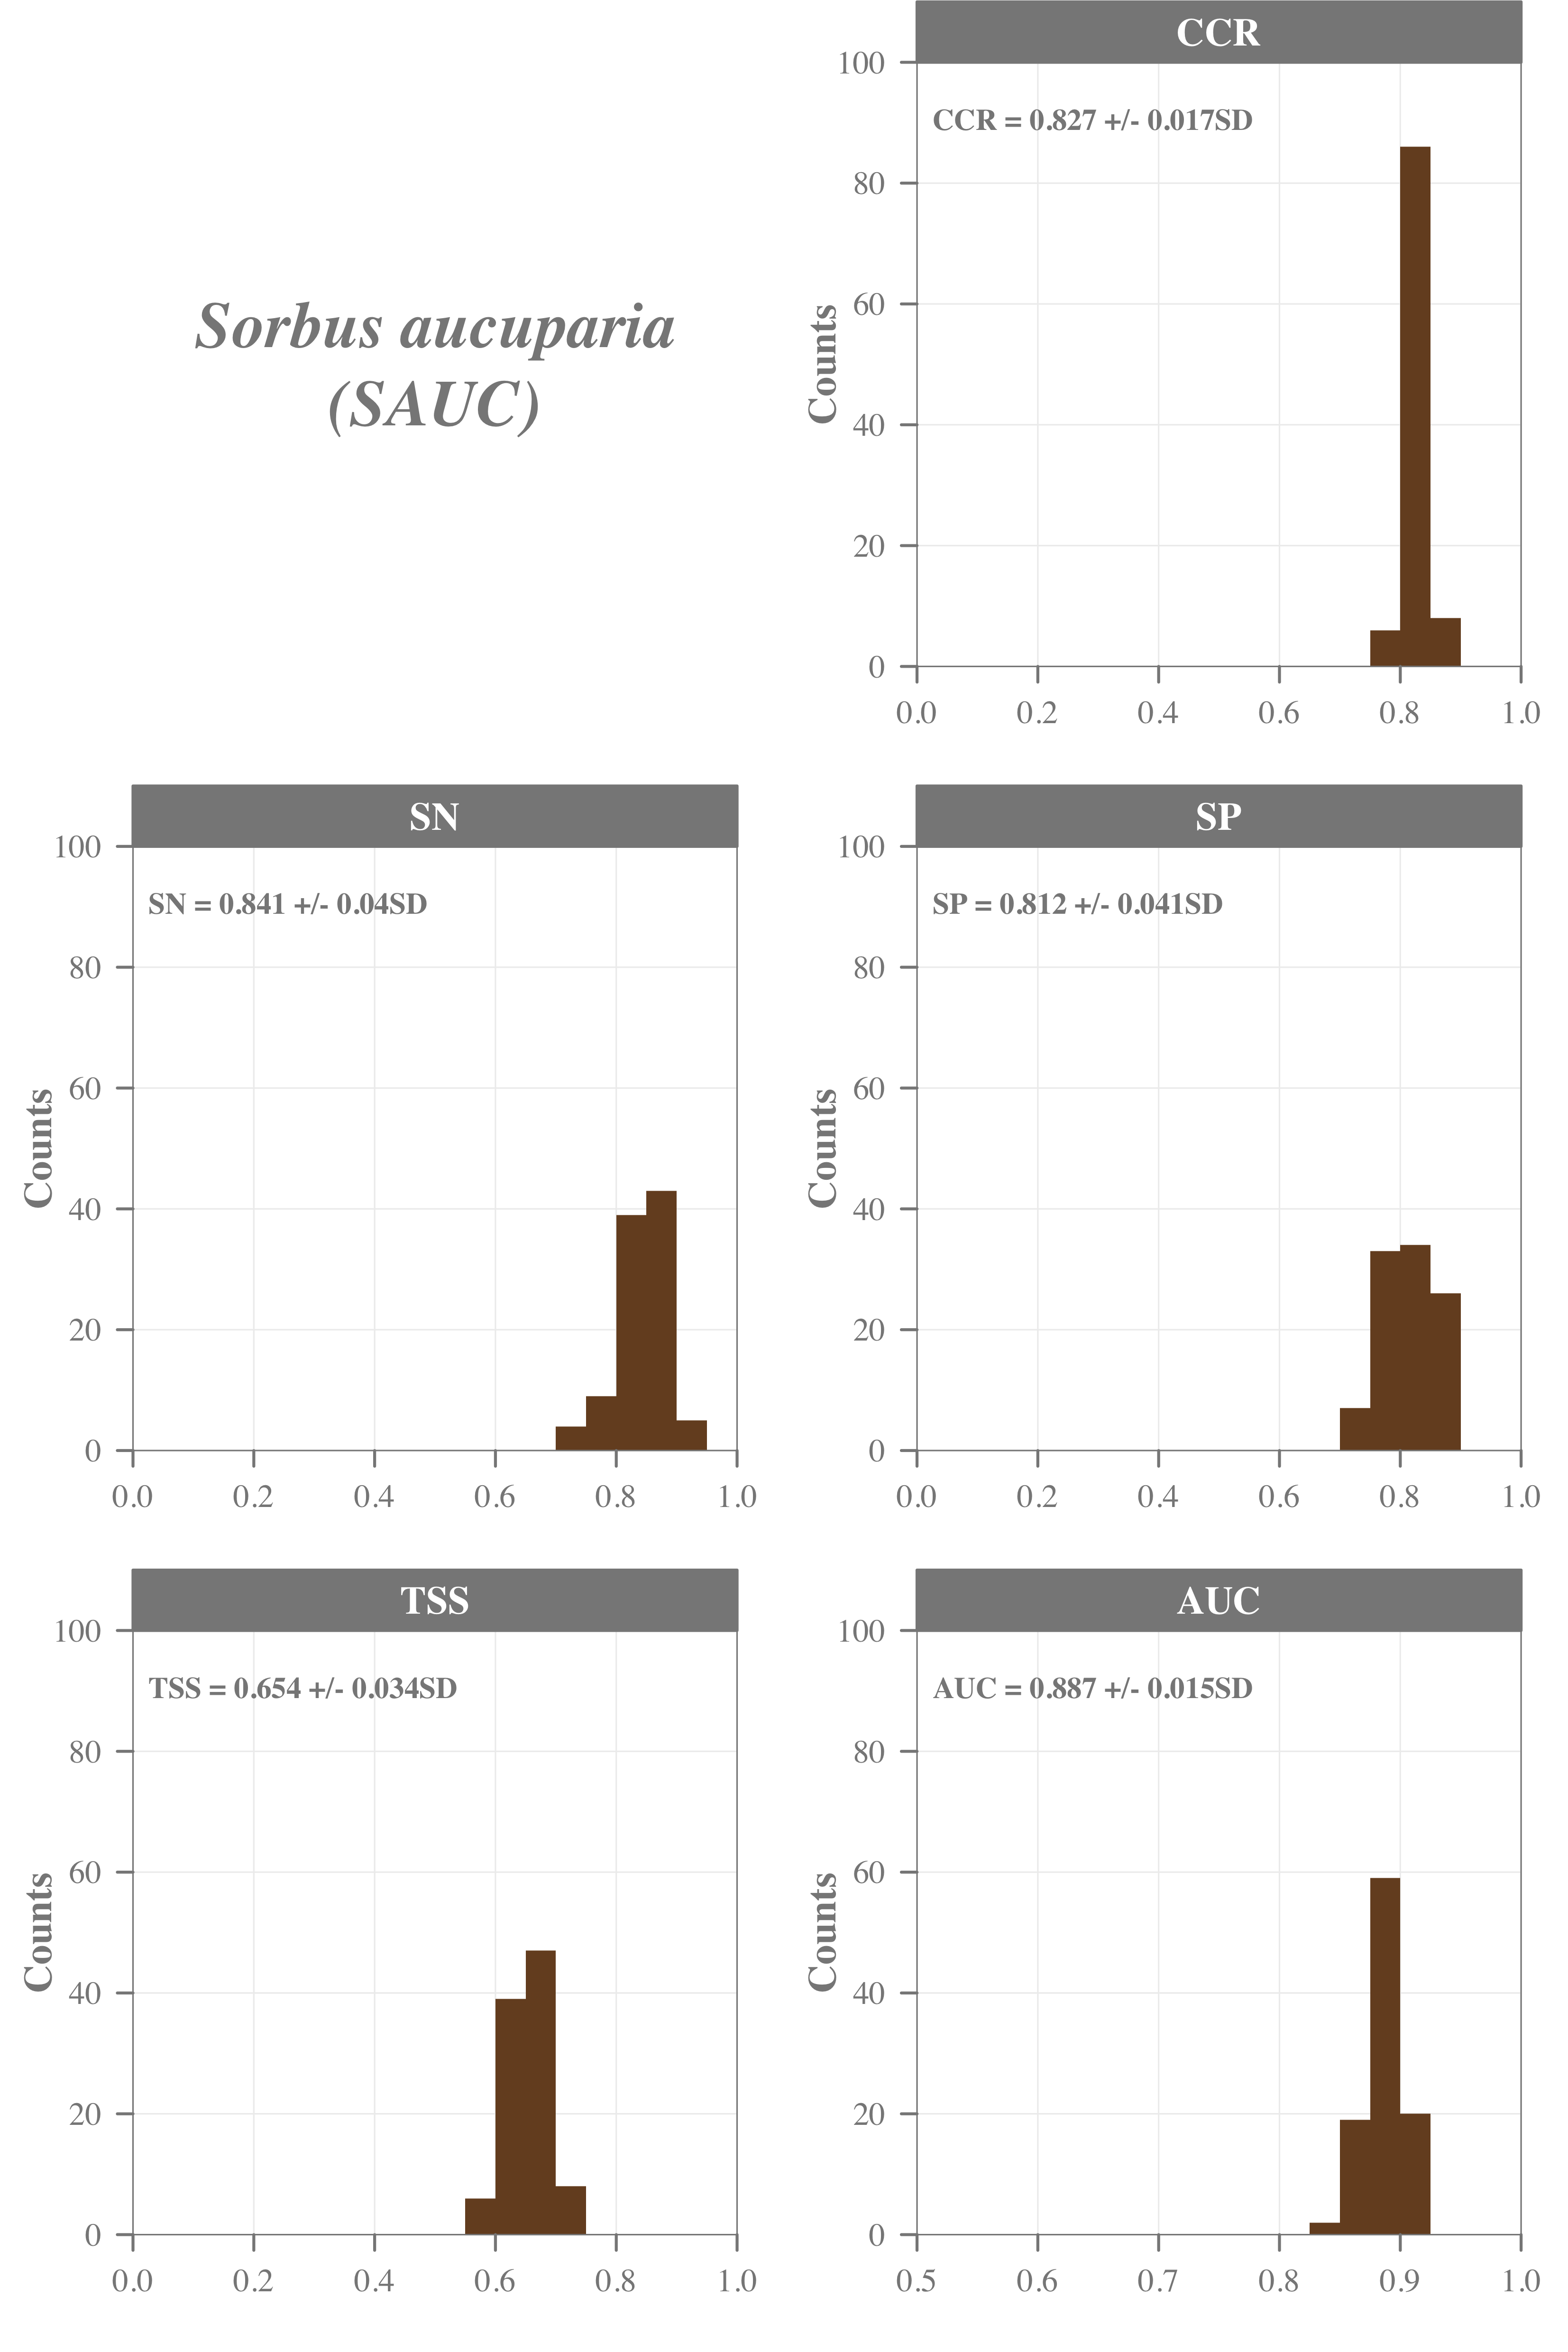 CCR
100
CCR = 0.827 +/- 0.017SD
80
60
Counts
40
20
0
0.0 0.2 0.4 0.6 0.8 1.0
Sorbus aucuparia
(SAUC)
SN
100
SN = 0.841 +/- 0.04SD
80
60
Counts
40
20
0
0.0 0.2 0.4 0.6 0.8 1.0
SP
100
SP = 0.812 +/- 0.041SD
80
60
Counts
40
20
0
0.0 0.2 0.4 0.6 0.8 1.0
TSS
100
TSS = 0.654 +/- 0.034SD
80
60
Counts
40
20
0
0.0 0.2 0.4 0.6 0.8 1.0
AUC
100
AUC = 0.887 +/- 0.015SD
80
60
Counts
40
20
0
0.5 0.6 0.7 0.8 0.9 1.0